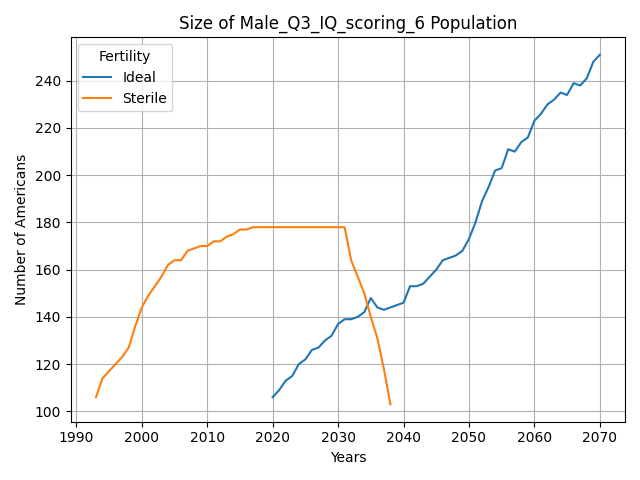 Size of Male_Q3_IQ_scoring_6 Population
Fertility
Ideal
Sterile
Number of Americans
240
220
200
180
160
140
120
100
1990 2000 2010 2020 2030 2040 2050 2060 2070
Years